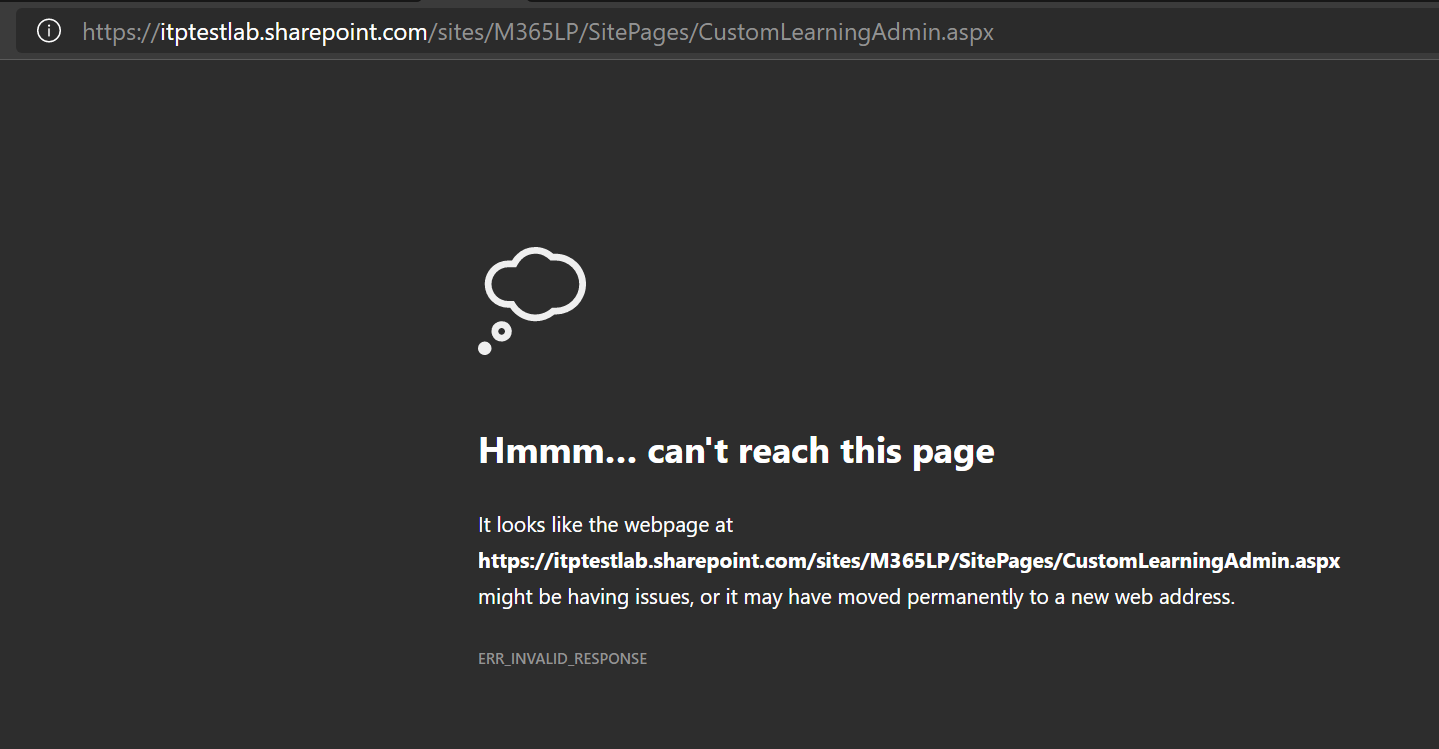 https://itptestlab.sharepoint.com/sites/M365LP/SitePages/CustomLearningAdmin.aspx
Hmmm... can't reach this page
It looks like the webpage at
https://itptestlab.sharepoint.com/sites/M365LP/SitePages/CustomLearningAdmin.aspx
might be having issues, or it may have moved permanently to a new web address.
ERR_INVALID_RESPONSE